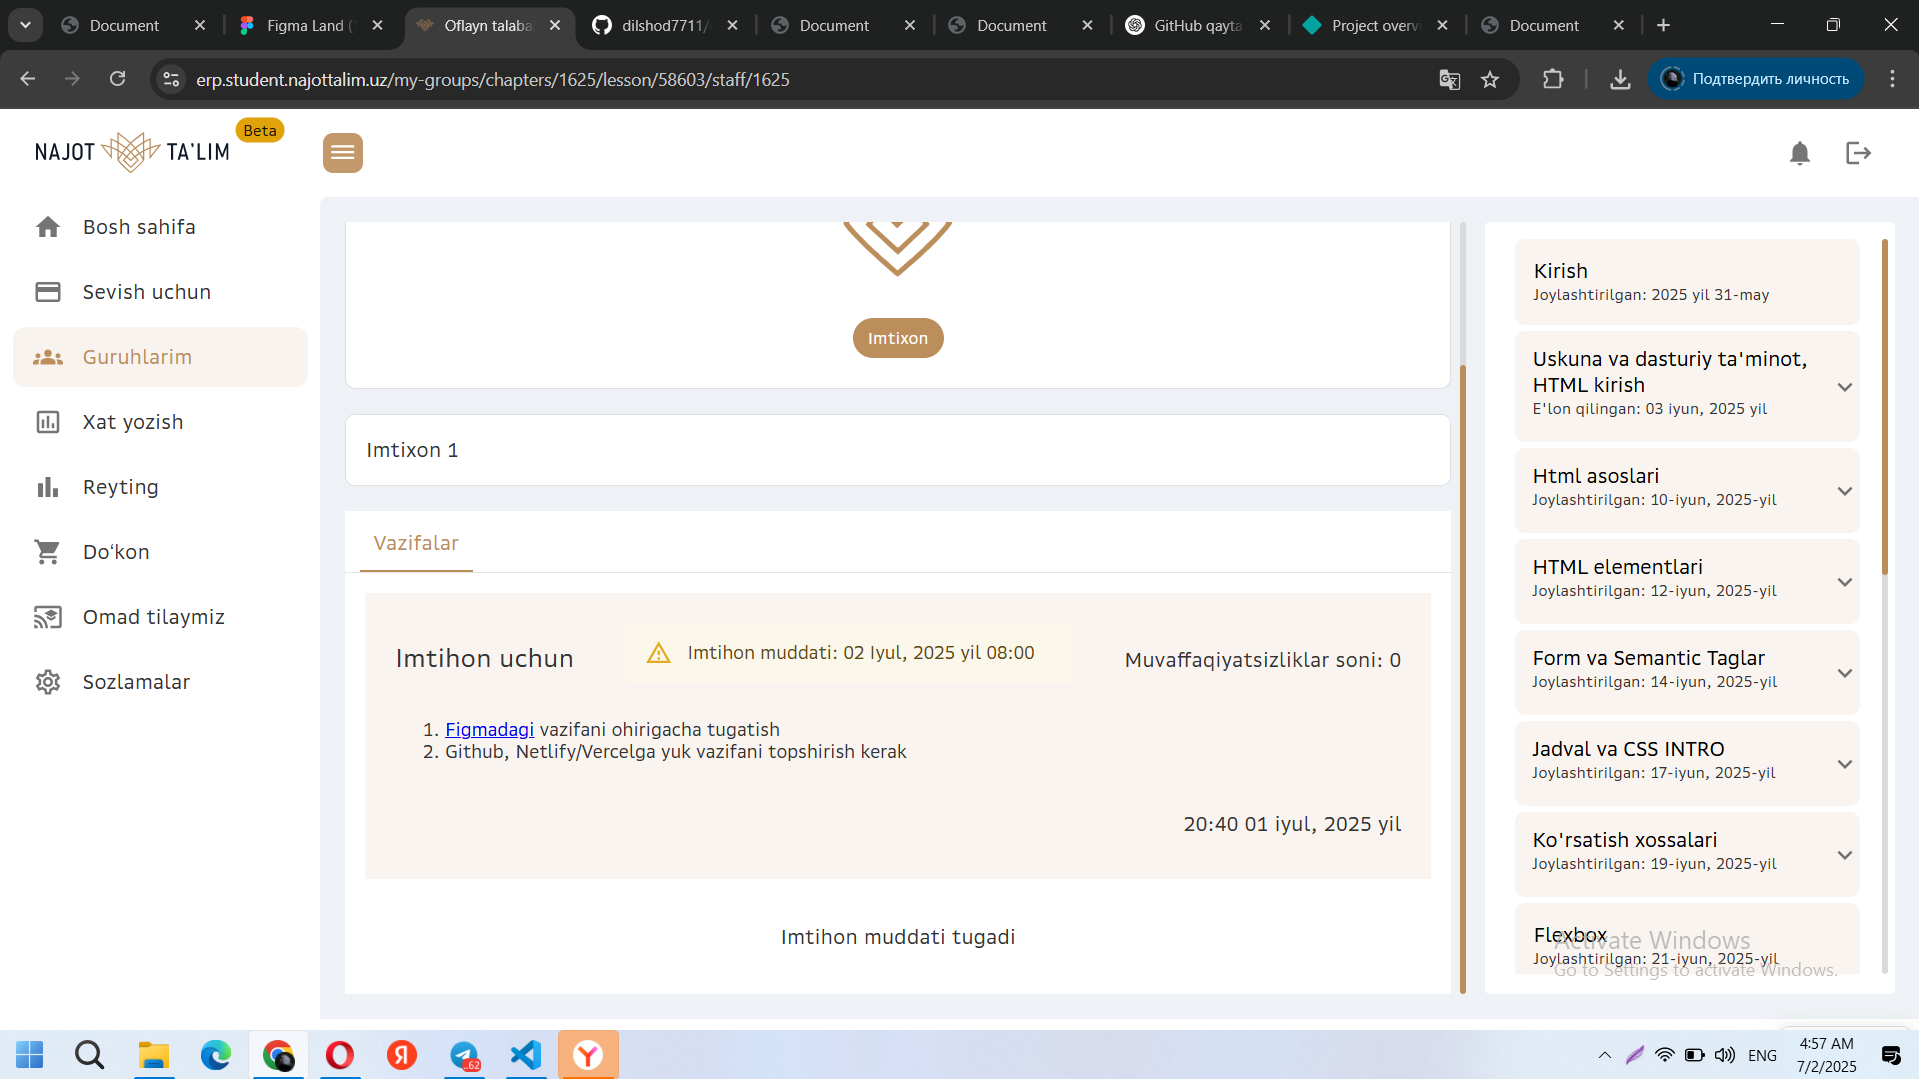 Document
Figma Land (
Oflayn talaba
dilshod7711/
Document
Document
GitHub qayta
Project overvi
Document
erp.student.najottalim.uz/my-groups/chapters/1625/lesson/58603/staff/1625
Подтвердить личность
NAJOT TA'LIM
Beta
Bosh sahifa
Sevish uchun
Guruhlarim
Xat yozish
Reyting
Do'kon
Omad tilaymiz
Sozlamalar
Imtixon
Imtixon 1
Vazifalar
Imtihon uchun
Imtihon muddati: 02 Iyul, 2025 yil 08:00
Muvaffaqiyatsizliklar soni: 0
1. Figmadagi vazifani ohirigacha tugatish
2. Github, Netlify/Vercelga yuk vazifani topshirish kerak
20:40 01 iyul, 2025 yil
Imtihon muddati tugadi
Kirish
Joylashtirilgan: 2025 yil 31-may
Uskuna va dasturiy ta'minot,
HTML kirish
E'lon qilingan: 03 iyun, 2025 yil
Html asoslari
Joylashtirilgan: 10-iyun, 2025-yil
HTML elementlari
Joylashtirilgan: 12-iyun, 2025-yil
Form va Semantic Taglar
Joylashtirilgan: 14-iyun, 2025-yil
Jadval va CSS INTRO
Joylashtirilgan: 17-iyun, 2025-yil
Ko'rsatish xossalari
Joylashtirilgan: 19-iyun, 2025-yil
Flexbox
Joylashtirilgan: 21-iyun, 2025-yil
Activate Windows
Go to Settings to activate Windows.
62
ENG
4:57 AM
7/2/2025